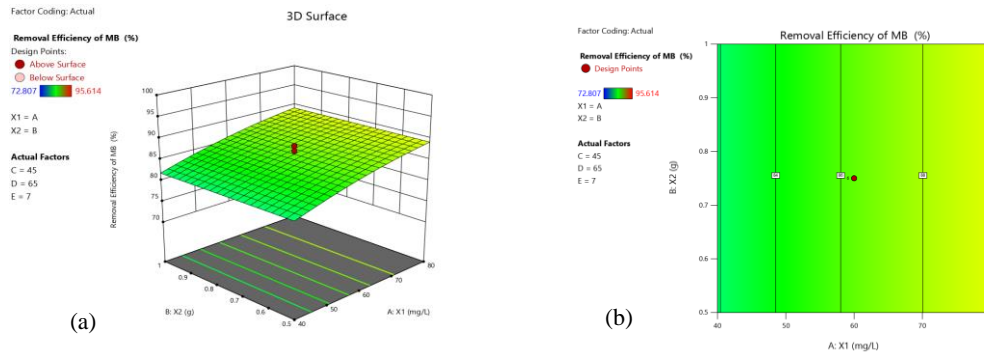 Factor Coding: Actual
3D Surface
Removal Efficiency of MB (%)
Design Points:
Above Surface
Below Surface
72.807 95.614
X1 = A
X2 = B
Actual Factors
C = 45
D = 65
E = 7
Removal Efficiency of MB (%)
100
95
90
85
80
75
70
1
0.9
0.8
0.7
0.6
0.5
B: X2 (g)
40
50
60
70
80
A: X1 (mg/L)
(a)
Factor Coding: Actual
Removal Efficiency of MB (%)
Removal Efficiency of MB (%)
Design Points
72.807 95.614
X1 = A
X2 = B
Actual Factors
C = 45
D = 65
E = 7
B: X2 (g)
1
0.9
0.8
0.7
0.6
0.5
40
50
60
70
A: X1 (mg/L)
(b)